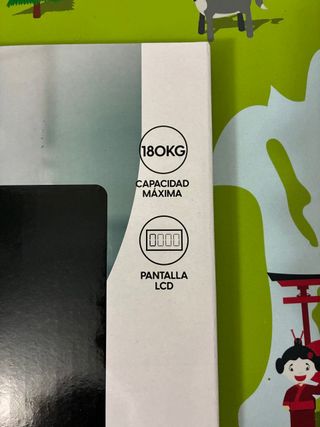 180KG
CAPACIDAD
MÁXIMA
PANTALLA
LCD